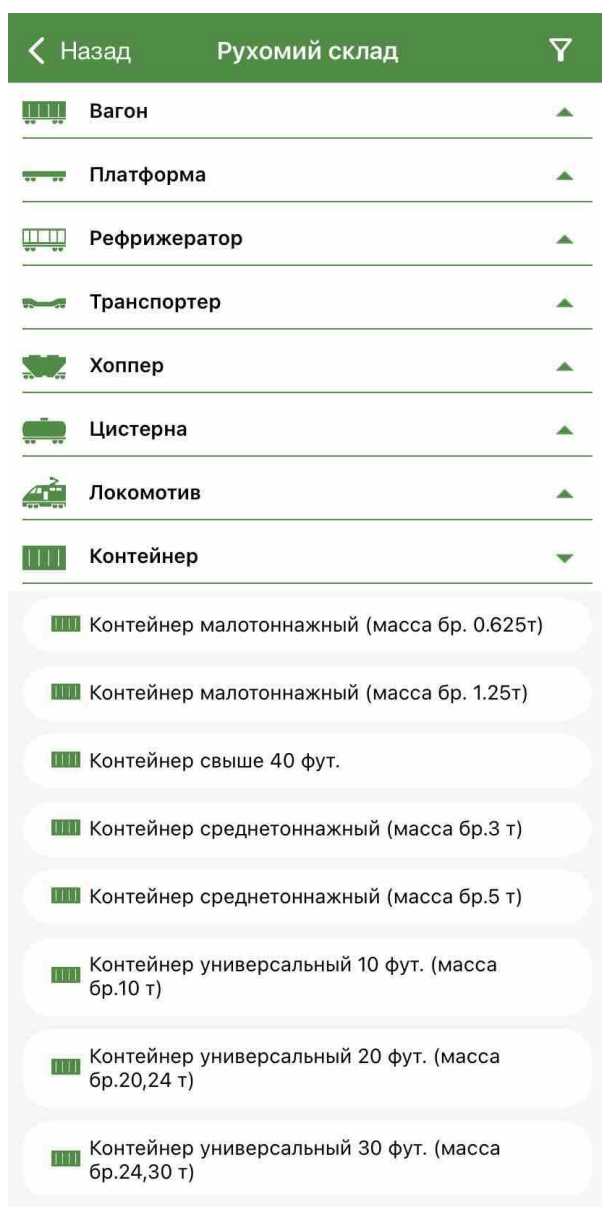 Назад
Рухомий склад
Вагон
Платформа
Рефрижератор
Транспортер
Хоппер
Цистерна
Локомотив
Контейнер
Контейнер малотоннажный (масса бр. 0.625т)
Контейнер малотоннажный (масса бр. 1.25т)
Контейнер свыше 40 фут.
Контейнер среднетоннажный (масса бр.3 т)
Контейнер среднетоннажный (масса бр.5 т)
Контейнер универсальный 10 фут. (масса
бр.10 т)
Контейнер универсальный 20 фут. (масса
бр.20,24 т)
Контейнер универсальный 30 фут. (масса
бр.24,30 т)